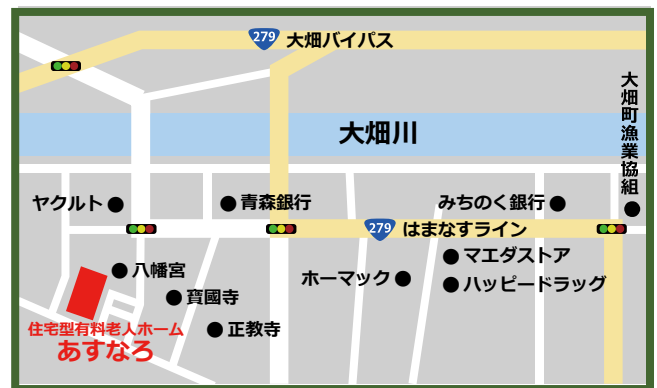 279 大畑バイパス
大畑川
大畑町漁業協組
ヤクルト
青森銀行
みちのく銀行
279 はまなすライン
マエダストア
八幡宮
ホーマック
ハッピードラッグ
寳國寺
住宅型有料老人ホーム
正教寺
あすなろ